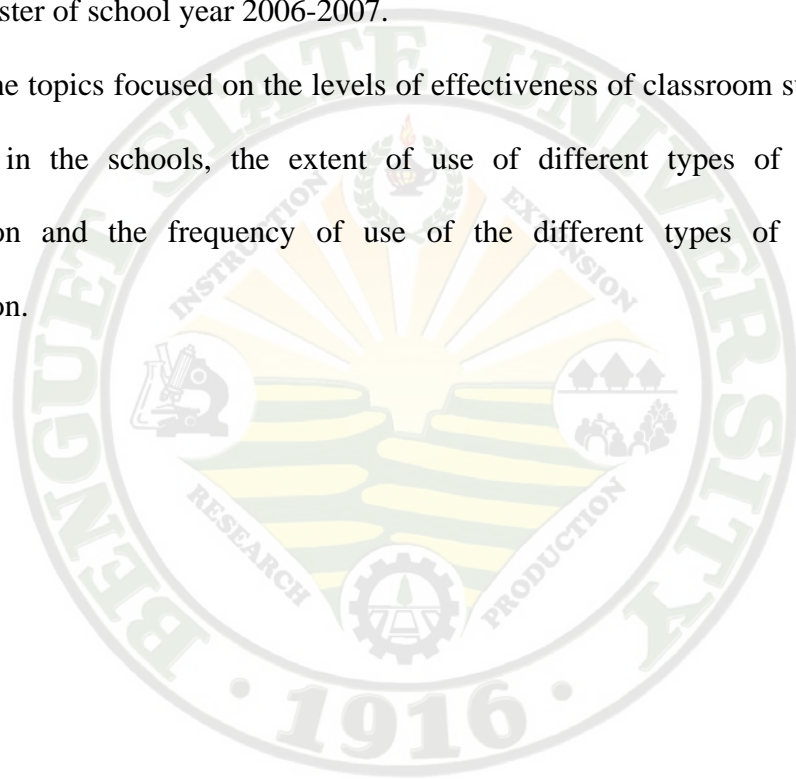 ster of school year 2006-2007.
ne topics focused on the levels of effectiveness of classroom s
in the schools, the extent of use of different types of
on and the frequency of use of the different types of
on.
BENGUET STATE UNIVERSITY
INSTRUCTION
EXTENSION
RESEARCH
PRODUCTION
1916